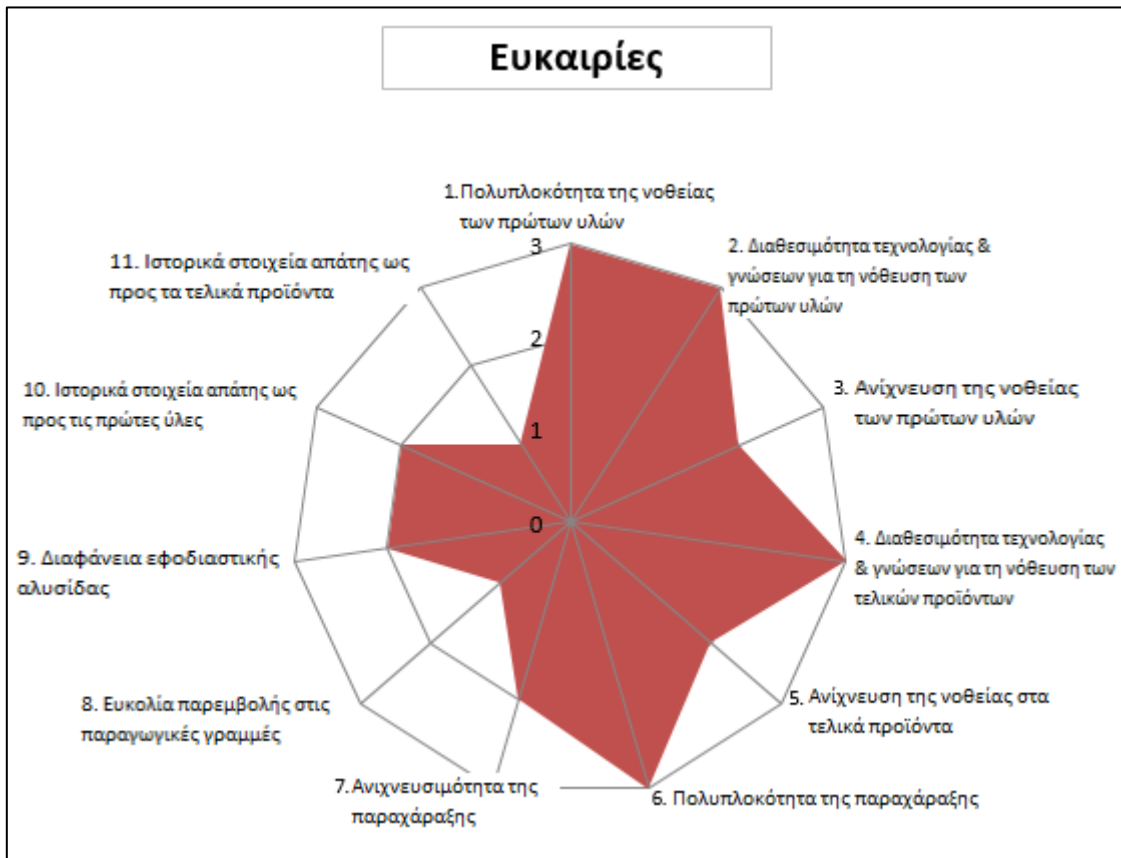 Ευκαιρίες
1.Πολυπλοκότητα της νοθείας
των πρώτων υλών
2. Διαθεσιμότητα τεχνολογίας &
γνώσεων για τη νόθευση των
πρώτων υλών
3. Ανίχνευση της νοθείας
των πρώτων υλών
4. Διαθεσιμότητα τεχνολογίας
& γνώσεων για τη νόθευση των
τελικών προϊόντων
5. Ανίχνευση της νοθείας στα
τελικά προϊόντα
6. Πολυπλοκότητα της παραχάραξης
7.Ανιχνευσιμότητα της
παραχάραξης
8. Ευκολία παρεμβολής στις
παραγωγικές γραμμές
9. Διαφάνεια εφοδιαστικής
αλυσίδας
10. Ιστορικά στοιχεία απάτης ως
προς τις πρώτες ύλες
11. Ιστορικά στοιχεία απάτης ως
προς τα τελικά προϊόντα
3
2
1
0